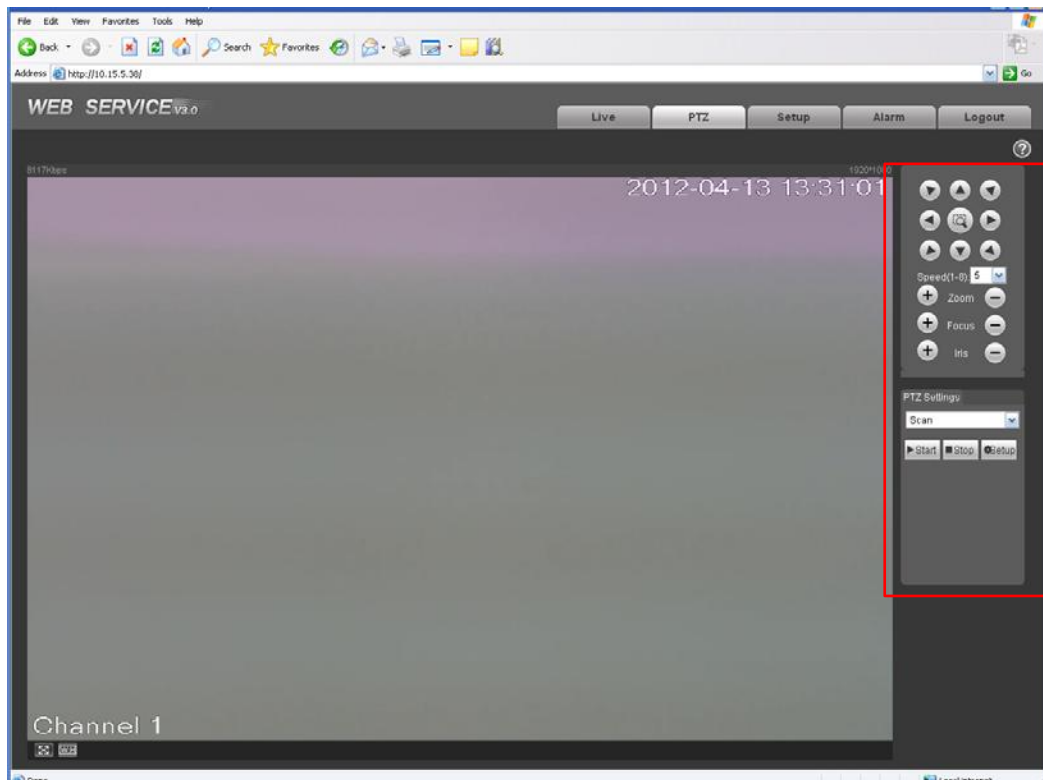 File Edit View Favorites Tools Help
Back Search Favorites
Address http://10.15.5.30/ Go
WEB SERVICE V3.0
Live PTZ Setup Alarm Logout
8117Kbps
2012-04-13 13:31:01
Speed(1-8) 5
Zoom
Focus
Iris
PTZ Settings
Scan
Start Stop Setup
Channel 1